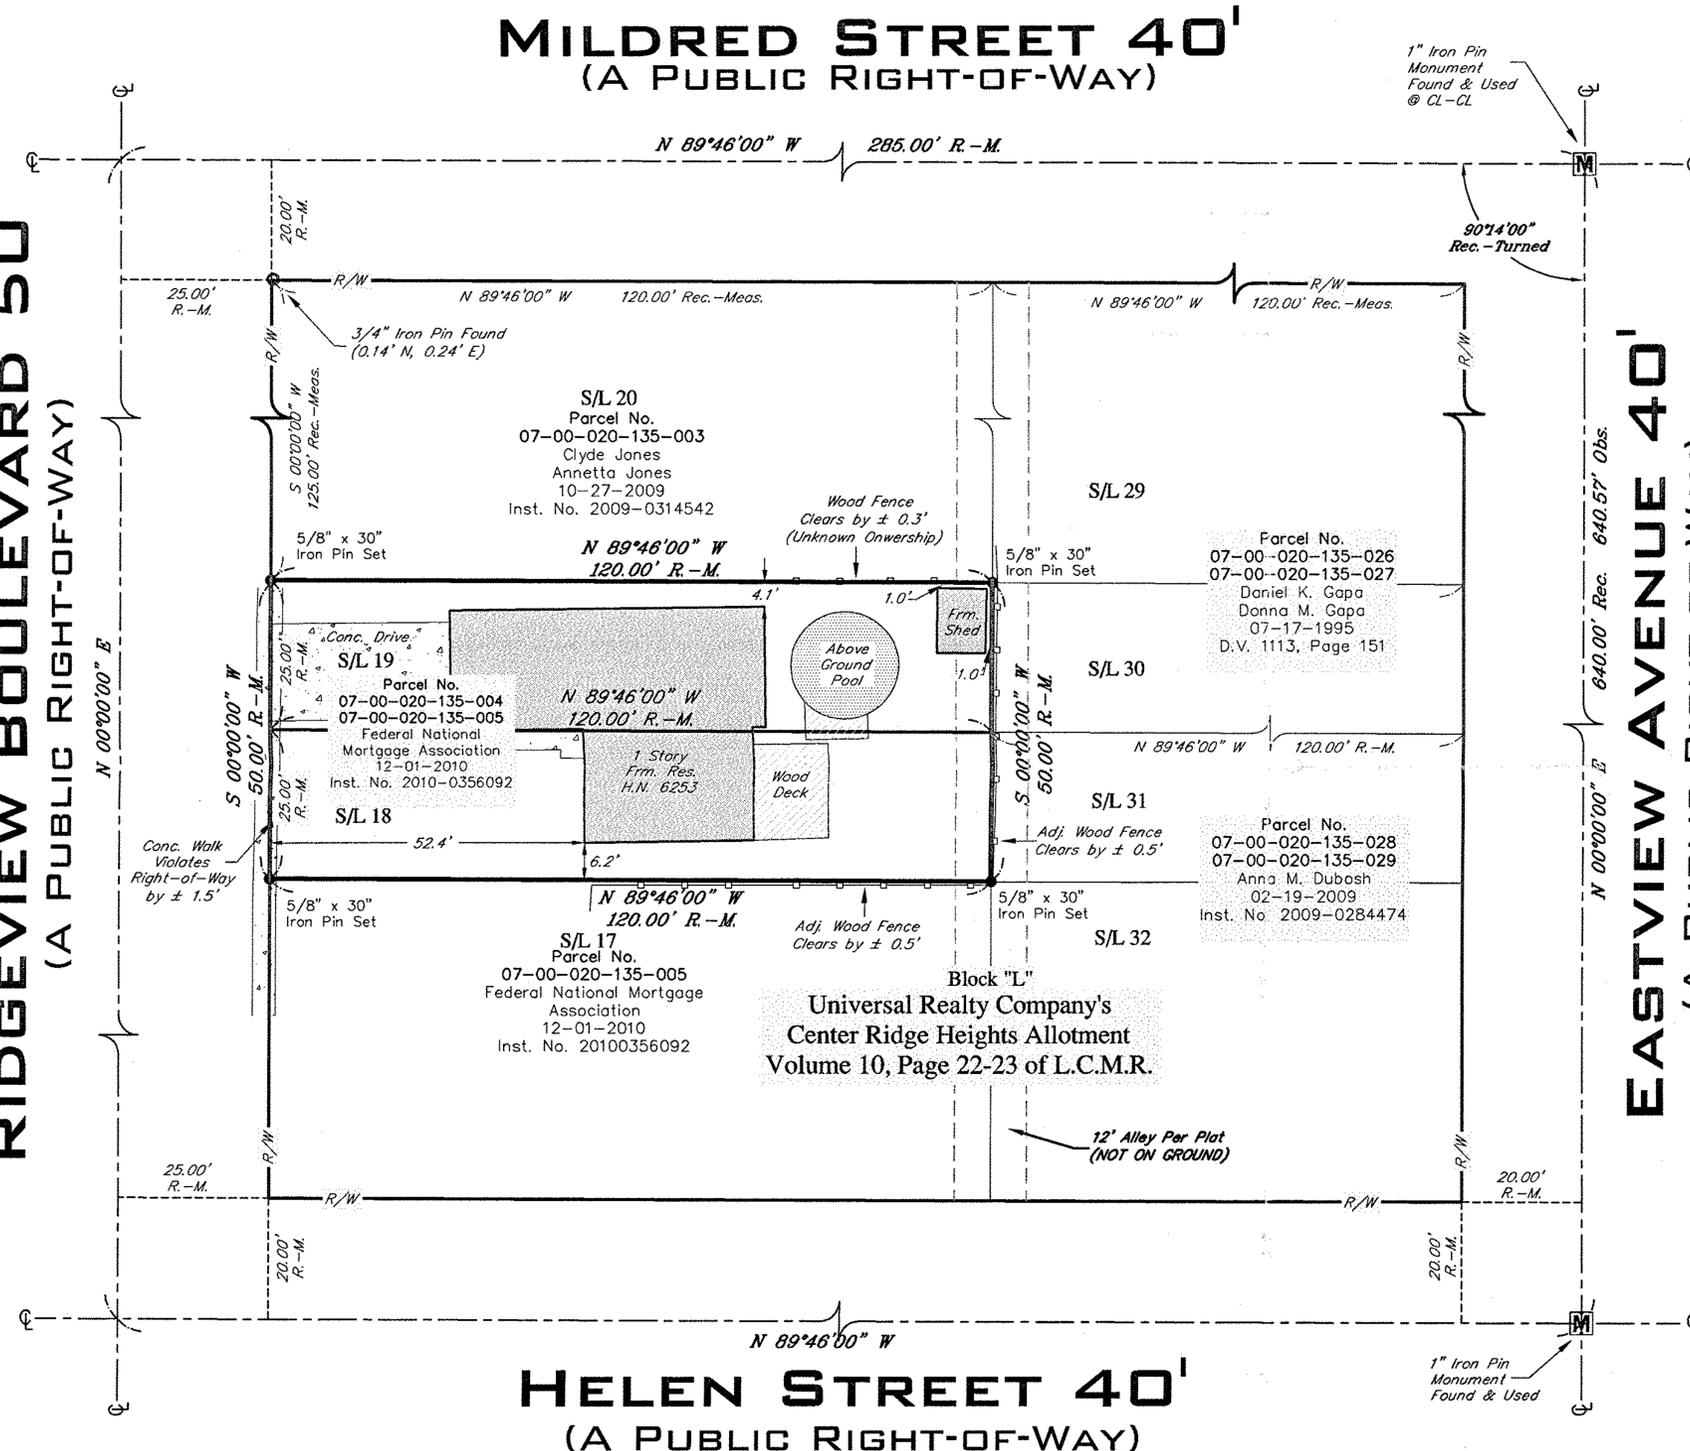 MILDRED STREET 40'
(A PUBLIC RIGHT-OF-WAY)
1" Iron Pin
Monument
Found & Used
@ CL-CL
N 89°46'00" W 285.00' R.-M.
M
90°14'00"
Rec.-Turned
20.00'
R.-M.
25.00'
R.-M.
R/W
N 89°46'00" W 120.00' Rec.-Meas.
R/W
N 89°46'00" W 120.00' Rec.-Meas.
3/4" Iron Pin Found
(0.14' N, 0.24' E)
R/W
R/W
S 00°00'00" W
125.00' Rec.-Meas.
S/L 20
Parcel No.
07-00-020-135-003
Clyde Jones
Annetta Jones
10-27-2009
Inst. No. 2009-0314542
Wood Fence
Clears by ± 0.3'
(Unknown Onwership)
S/L 29
5/8" x 30"
Iron Pin Set
N 89°46'00" W
120.00' R.-M.
5/8" x 30"
Iron Pin Set
Parcel No.
07-00-020-135-026
07-00-020-135-027
Daniel K. Gapa
Donna M. Gapa
07-17-1995
D.V. 1113, Page 151
4.1'
1.0'
Frm.
Shed
1.0'
Conc. Drive
S/L 19
25.00'
R.-M.
Above
Ground
Pool
S/L 30
Parcel No.
07-00-020-135-004
07-00-020-135-005
Federal National
Mortgage Association
12-01-2010
Inst. No. 2010-0356092
N 89°46'00" W
120.00' R.-M.
S 00°00'00" W
50.00' R.-M.
S 00°00'00" W
50.00' R.-M.
N 89°46'00" W 120.00' R.-M.
1 Story
Frm. Res.
H.N. 6253
Wood
Deck
25.00'
R.-M.
S/L 18
S/L 31
Conc. Walk
Violates
Right-of-Way
by ± 1.5'
52.4'
6.2'
Adj. Wood Fence
Clears by ± 0.5'
Parcel No.
07-00-020-135-028
07-00-020-135-029
Anna M. Dubosh
02-19-2009
Inst. No 2009-0284474
5/8" x 30"
Iron Pin Set
N 89°46'00" W
120.00' R.-M.
5/8" x 30"
Iron Pin Set
Adj. Wood Fence
Clears by ± 0.5'
S/L 32
S/L 17
Parcel No.
07-00-020-135-005
Federal National Mortgage
Association
12-01-2010
Inst. No. 20100356092
Block "L"
Universal Realty Company's
Center Ridge Heights Allotment
Volume 10, Page 22-23 of L.C.M.R.
12' Alley Per Plat
(NOT ON GROUND)
R/W
R/W
25.00'
R.-M.
20.00'
R.-M.
R/W
R/W
20.00'
R.-M.
20.00'
R.-M.
N 89°46'00" W
M
1" Iron Pin
Monument
Found & Used
HELEN STREET 40'
(A PUBLIC RIGHT-OF-WAY)
RIDGEVIEW BOULEVARD 50
(A PUBLIC RIGHT-OF-WAY)
N 00°00'00" E
N 00°00'00" E 640.00' Rec. 640.57' Obs.
EASTVIEW AVENUE 40'